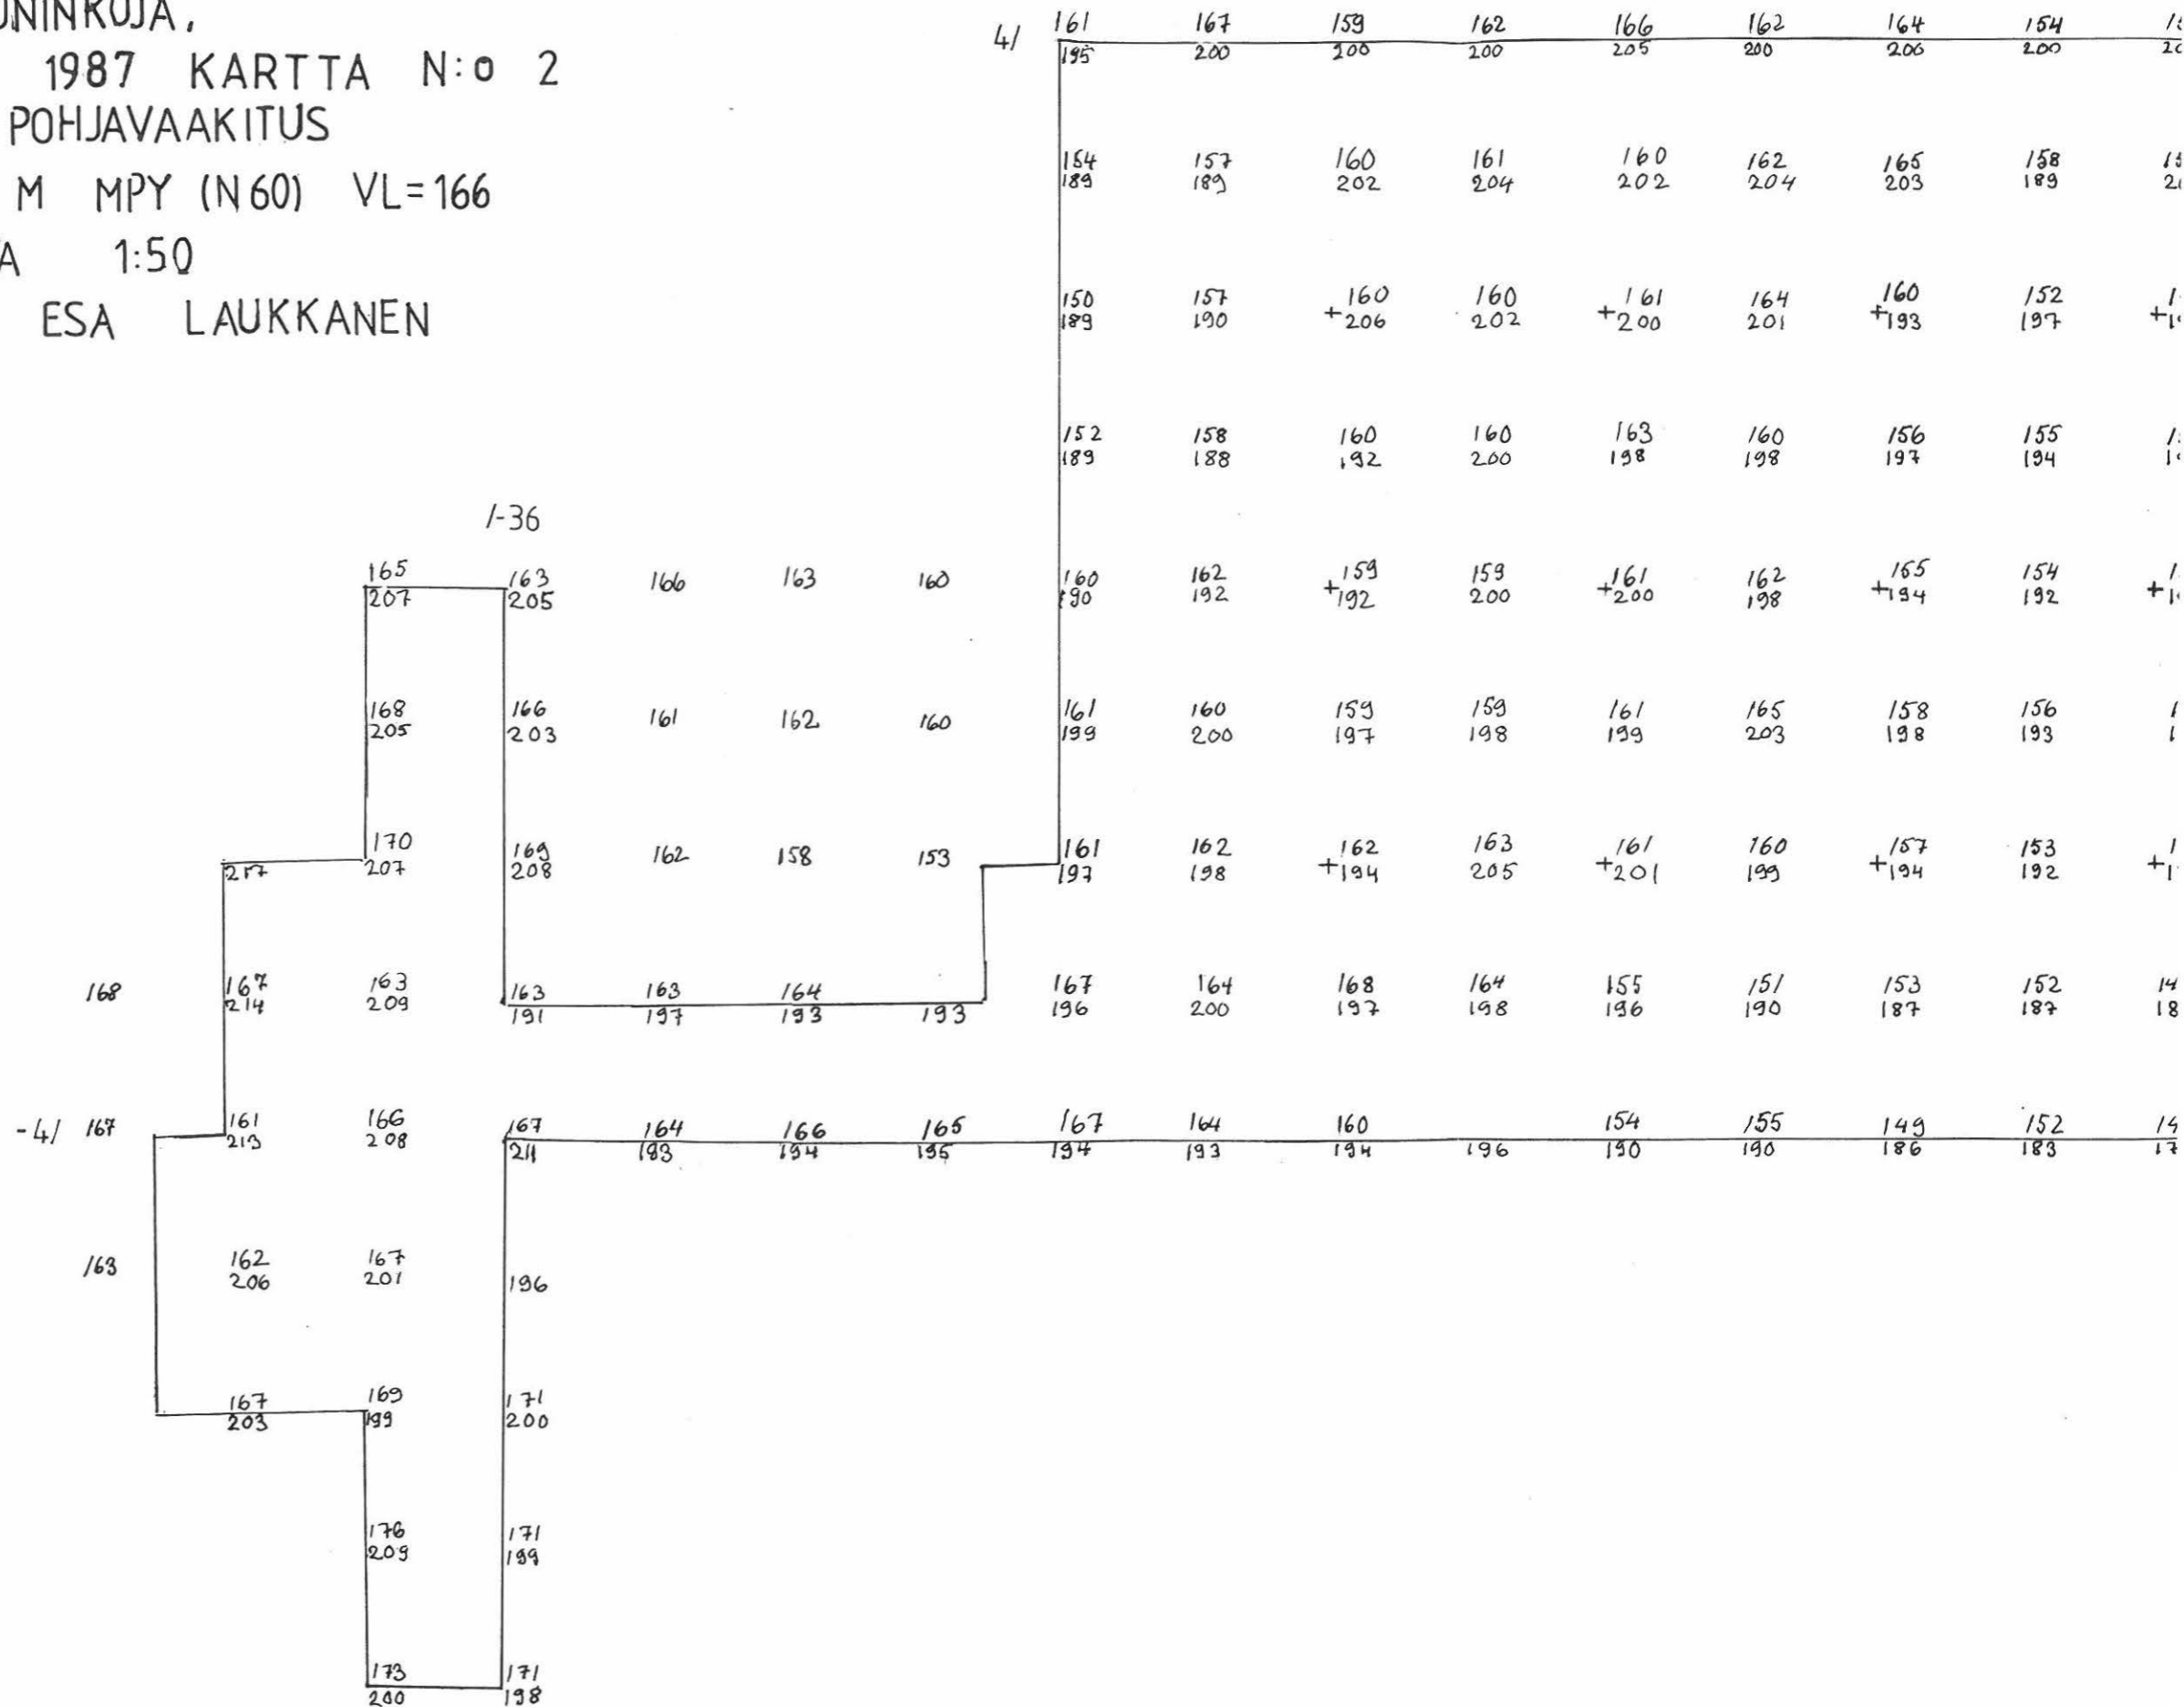 UNINKUJA,
1987 KARTTA N:o 2
POHJAVAAKITUS
M MPY (N60) VL=166
A 1:50
ESA LAUKKANEN
4/ 161 167 159 162 166 162 164 154
195 200 200 200 205 200 206 200
154 157 160 161 160 162 165 158
189 189 202 204 202 204 203 189
150 157 160 160 161 164 160 152
189 190 +206 202 +200 201 +193 197 +
152 158 160 160 163 160 156 155
189 188 192 200 198 198 197 194
/-36
165 163 166 163 160 160 162 159 159 161 162 155 154
207 205 190 192 +192 200 +200 198 +194 192 +
168 166 161 162 160 161 160 159 159 161 165 158 156
205 203 199 200 197 198 199 203 198 193
170 169 162 158 153 161 162 162 163 161 160 157 153
217 207 208 197 198 +194 205 +201 199 +194 192 +
168 167 163 163 163 164 167 164 168 164 155 151 153 152 14
214 209 191 197 193 193 196 200 197 198 196 190 187 187 18
-4/ 167 161 166 167 164 166 165 167 164 160 154 155 149 152 14
213 208 211 193 194 195 194 193 194 196 190 190 186 183 17
163 162 167
206 201 196
167 169 171
203 199 200
176 171
209 199
173 171
200 198